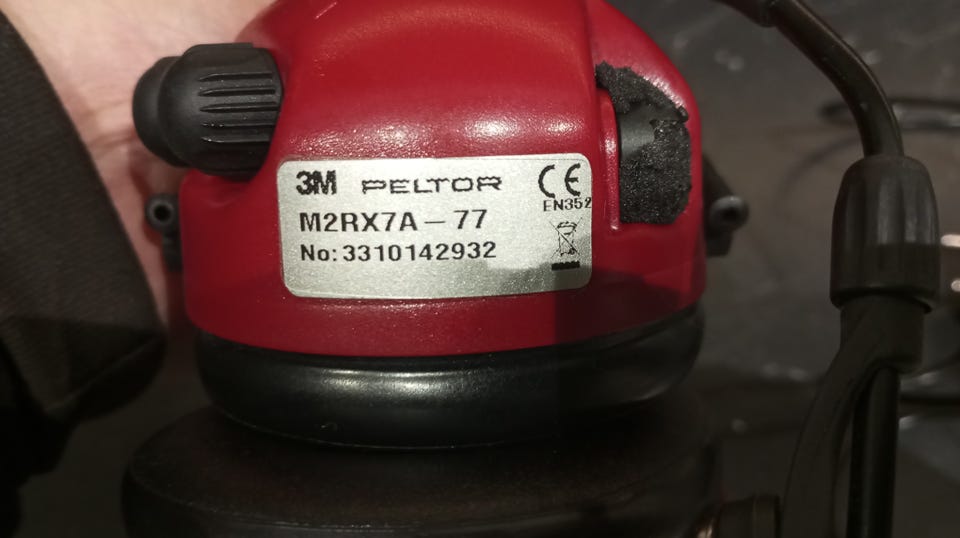 3M PELTOR CE
EN352
M2RX7A-77
No: 3310142932